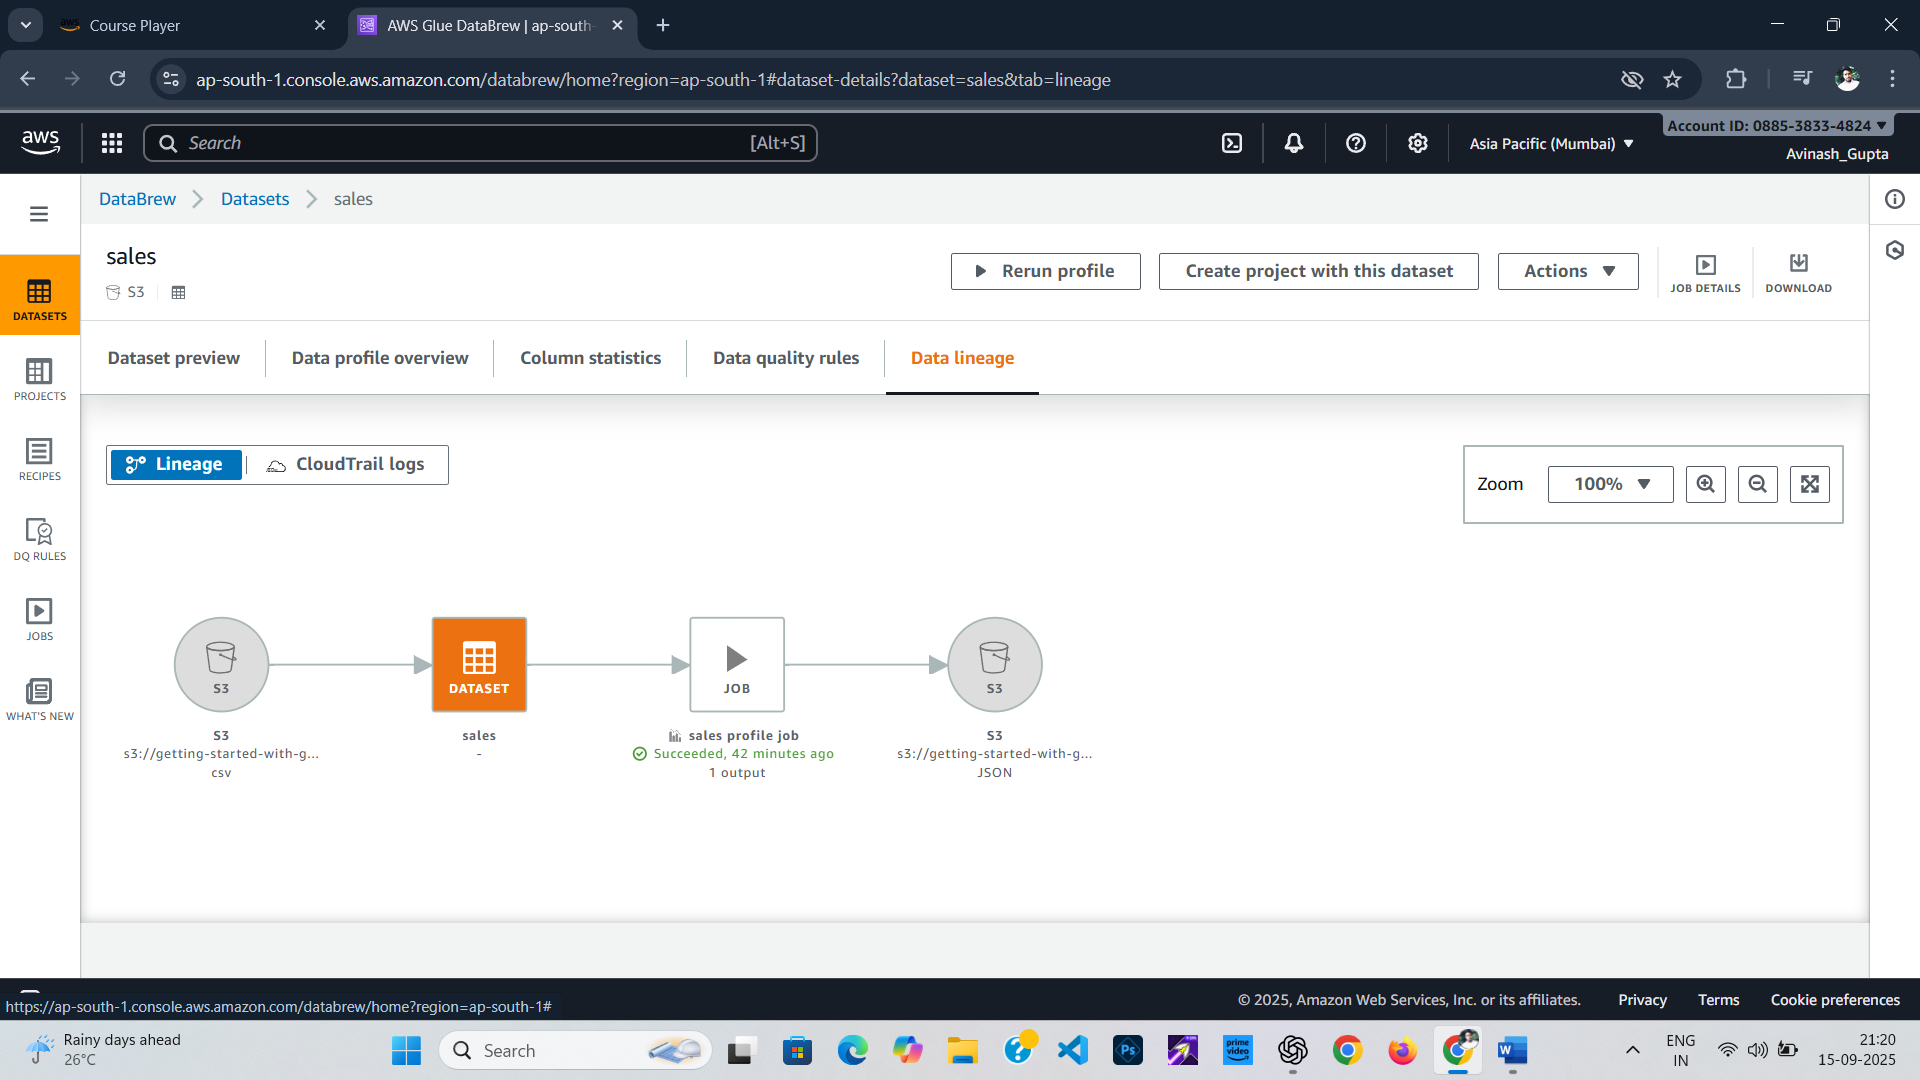 Course Player
AWS Glue DataBrew | ap-south-
ap-south-1.console.aws.amazon.com/databrew/home?region=ap-south-1#dataset-details?dataset=sales&tab=lineage
aws
Search
[Alt+S]
Asia Pacific (Mumbai)
Account ID: 0885-3833-4824
Avinash_Gupta
DataBrew
Datasets
sales
sales
S3
Rerun profile
Create project with this dataset
Actions
JOB DETAILS
DOWNLOAD
DATASETS
PROJECTS
RECIPES
DQ RULES
JOBS
WHAT'S NEW
Dataset preview
Data profile overview
Column statistics
Data quality rules
Data lineage
Lineage
CloudTrail logs
Zoom
100%
S3
DATASET
JOB
S3
S3
s3://getting-started-with-g...
csv
sales
-
sales profile job
Succeeded, 42 minutes ago
1 output
S3
s3://getting-started-with-g...
JSON
https://ap-south-1.console.aws.amazon.com/databrew/home?region=ap-south-1#
© 2025, Amazon Web Services, Inc. or its affiliates.
Privacy
Terms
Cookie preferences
Rainy days ahead
26°C
Search
Ps
prime video
W
ENG
IN
21:20
15-09-2025